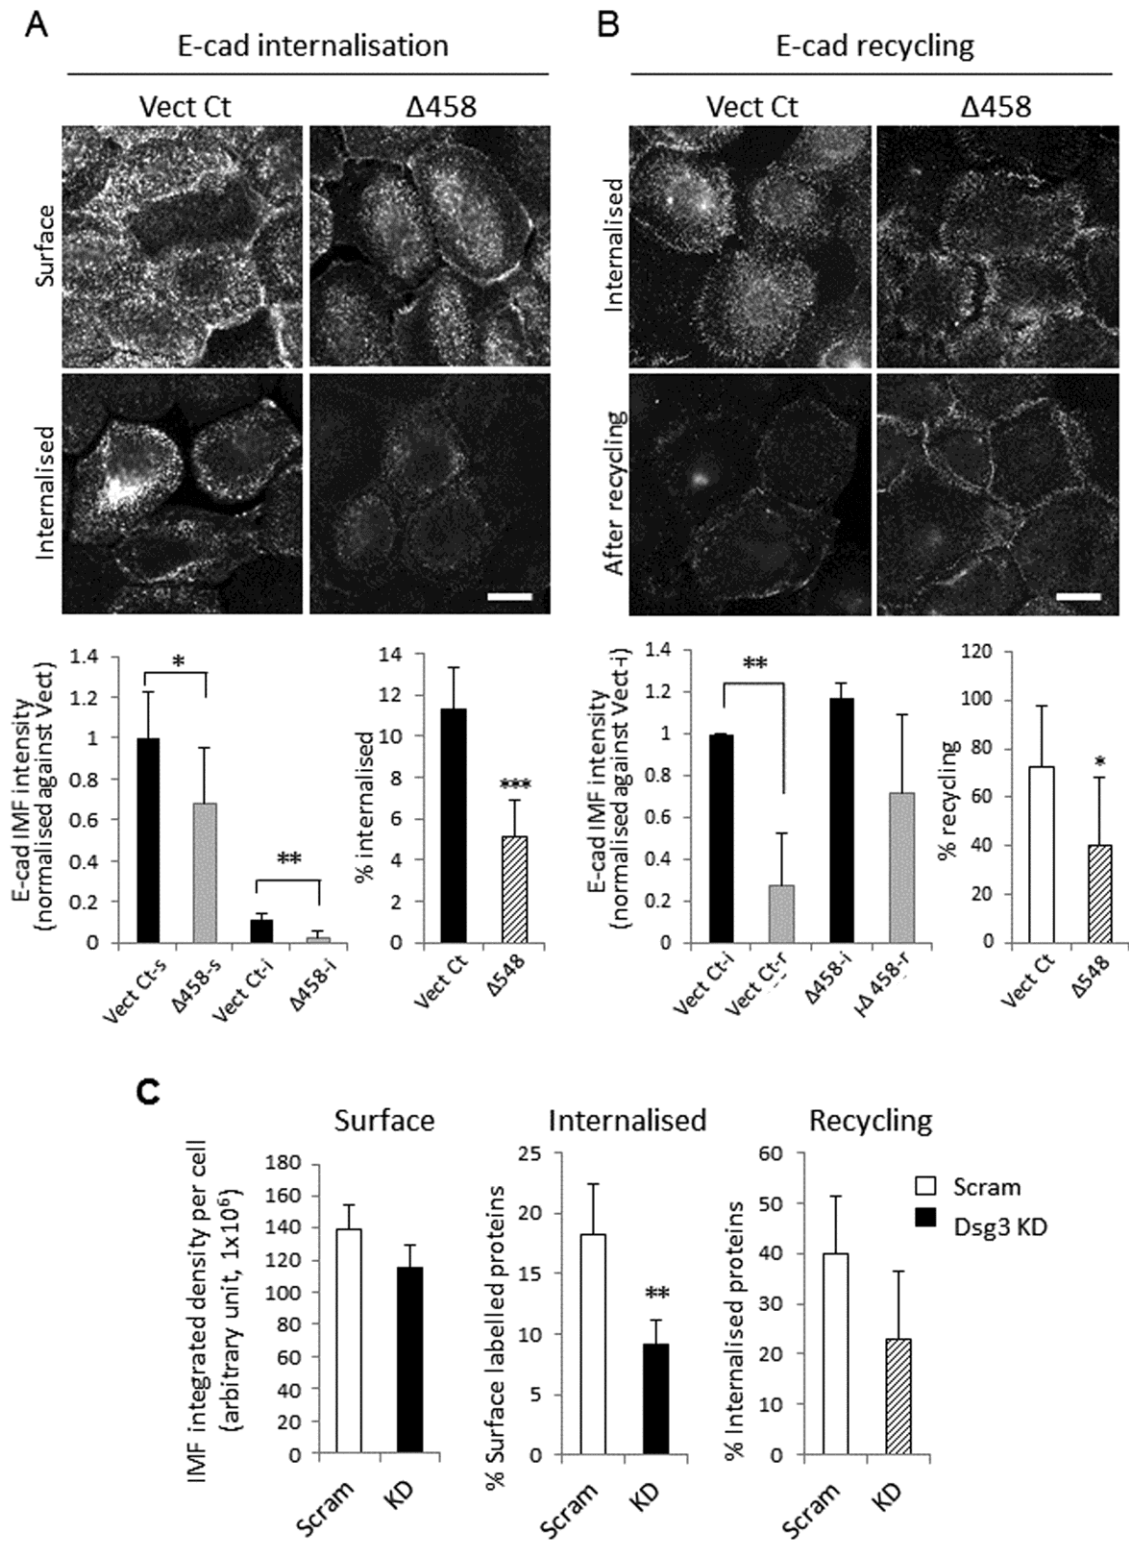 A
E-cad internalisation
Vect Ct Δ458
Surface
Internalised
E-cad IMF intensity
(normalised against Vect)
1.4
1.2
1
0.8
0.6
0.4
0.2
0
*
**
Vect Ct-s
Δ458-s
Vect Ct-i
Δ458-i
% internalised
14
12
10
8
6
4
2
0
***
Vect Ct
Δ548
B
E-cad recycling
Vect Ct Δ458
Internalised
After recycling
E-cad IMF intensity
(normalised against Vect-i)
1.4
1.2
1
0.8
0.6
0.4
0.2
0
**
Vect Ct-i
Vect Ct-r
Δ458-i
Δ 458-r
% recycling
120
100
80
60
40
20
0
*
Vect Ct
Δ548
C
Surface
IMF integrated density per cell
(arbitrary unit, 1x10⁶)
180
160
140
120
100
80
60
40
20
0
Scram
KD
Internalised
% Surface labelled proteins
25
20
15
10
5
0
**
Scram
KD
Recycling
% Internalised proteins
60
50
40
30
20
10
0
Scram
KD
Scram
Dsg3 KD